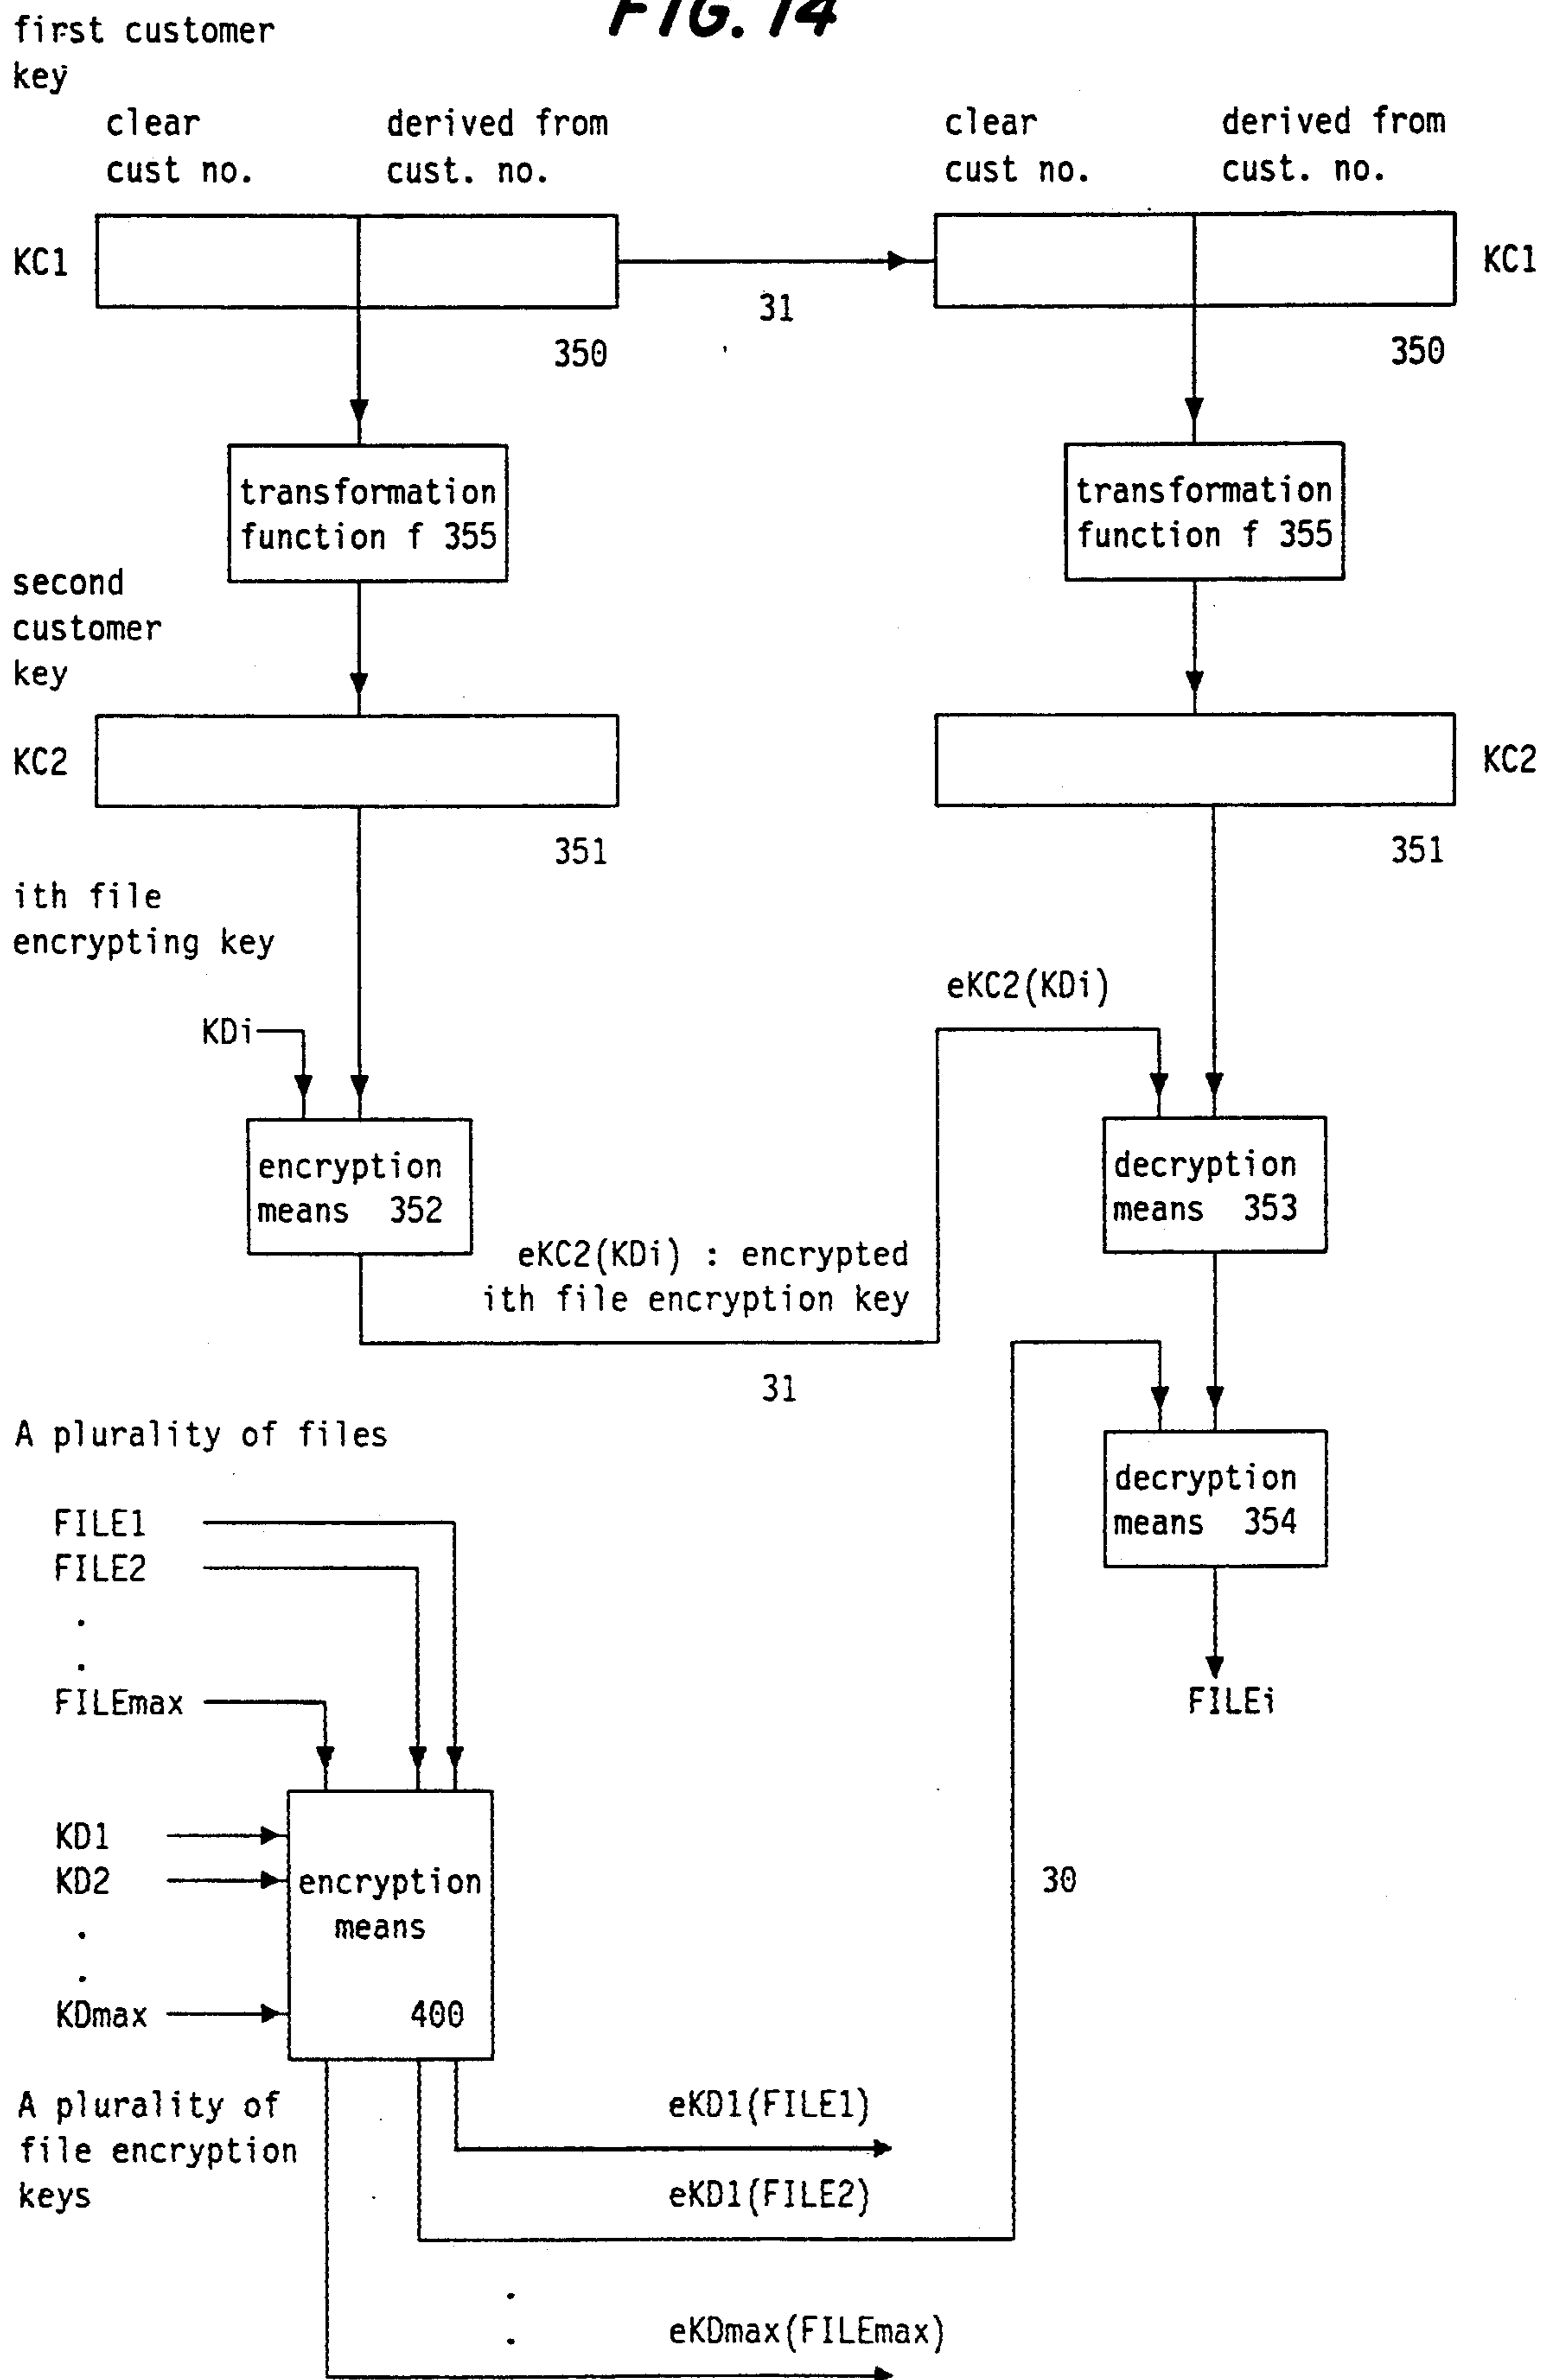 FIG. 14
first customer
key
clear
cust no.
derived from
cust. no.
clear
cust no.
derived from
cust. no.
KC1
KC1
31
350
350
transformation
function f 355
transformation
function f 355
second
customer
key
KC2
KC2
351
351
ith file
encrypting key
eKC2(KDi)
KDi
encryption
means 352
decryption
means 353
eKC2(KDi) : encrypted
ith file encryption key
31
A plurality of files
decryption
means 354
FILE1
FILE2
.
.
FILEmax
FILEi
KD1
KD2
.
.
KDmax
encryption
means
400
30
A plurality of
file encryption
keys
eKD1(FILE1)
eKD1(FILE2)
.
.
eKDmax(FILEmax)